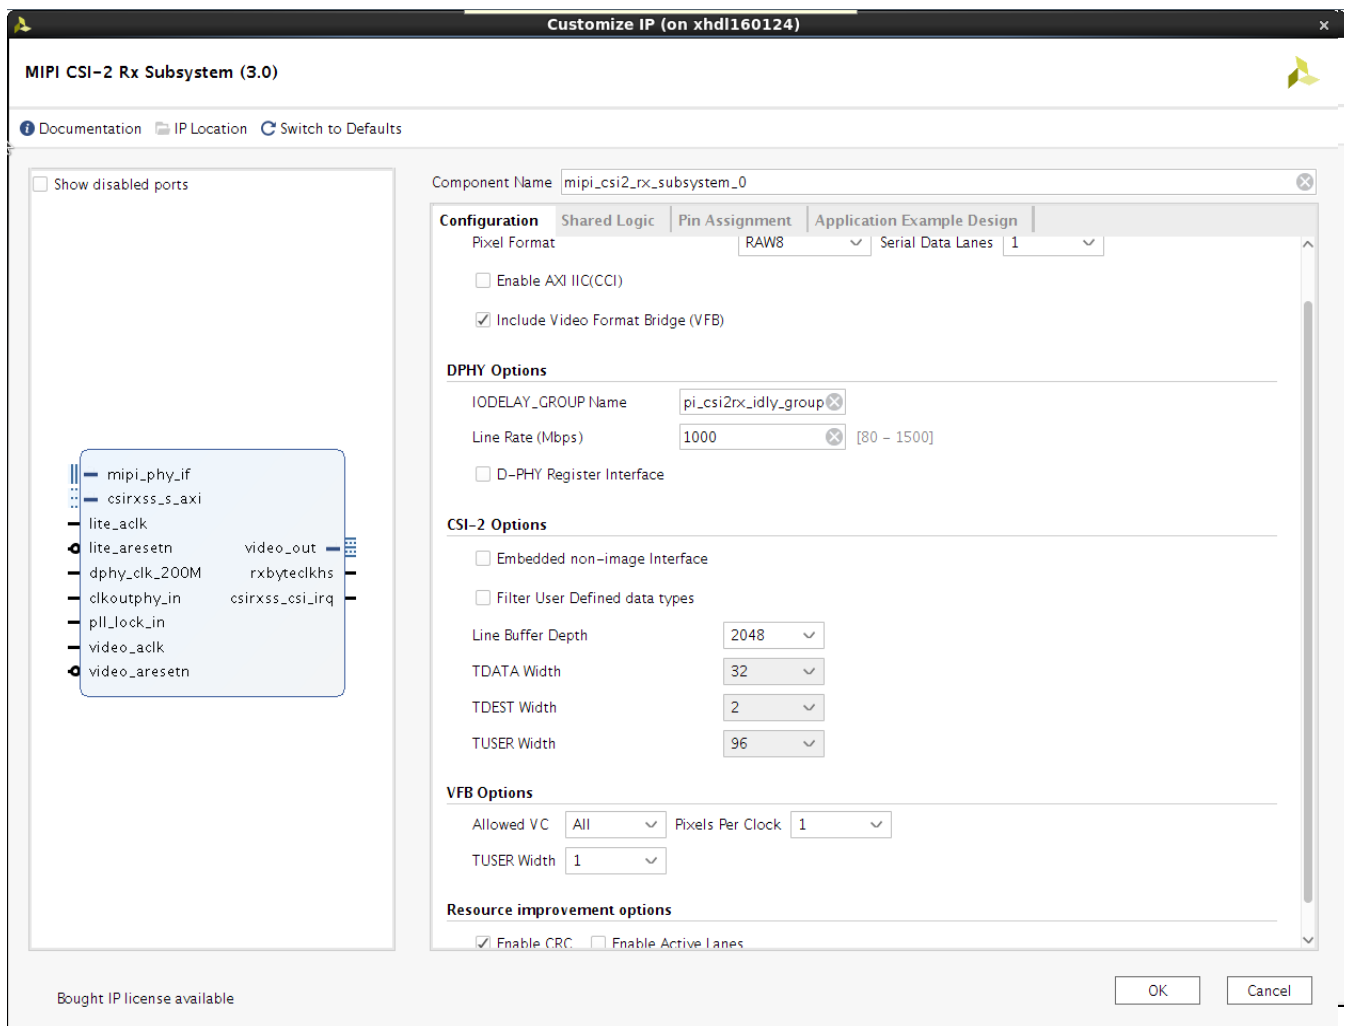 Customize IP (on xhdl160124)
MIPI CSI-2 Rx Subsystem (3.0)
Documentation IP Location Switch to Defaults
Show disabled ports
mipi_phy_if
csirxss_s_axi
lite_aclk
lite_aresetn video_out
dphy_clk_200M rxbyteclkhs
clkoutphy_in csirxss_csi_irq
pll_lock_in
video_aclk
video_aresetn
Component Name mipi_csi2_rx_subsystem_0
Configuration Shared Logic Pin Assignment Application Example Design
Pixel Format RAW8 Serial Data Lanes 1
Enable AXI IIC(CCI)
Include Video Format Bridge (VFB)
DPHY Options
IODELAY_GROUP Name pi_csi2rx_idly_group
Line Rate (Mbps) 1000 [80 - 1500]
D-PHY Register Interface
CSI-2 Options
Embedded non-image Interface
Filter User Defined data types
Line Buffer Depth 2048
TDATA Width 32
TDEST Width 2
TUSER Width 96
VFB Options
Allowed VC All Pixels Per Clock 1
TUSER Width 1
Resource improvement options
Enable CRC Enable Active Lanes
Bought IP license available
OK Cancel